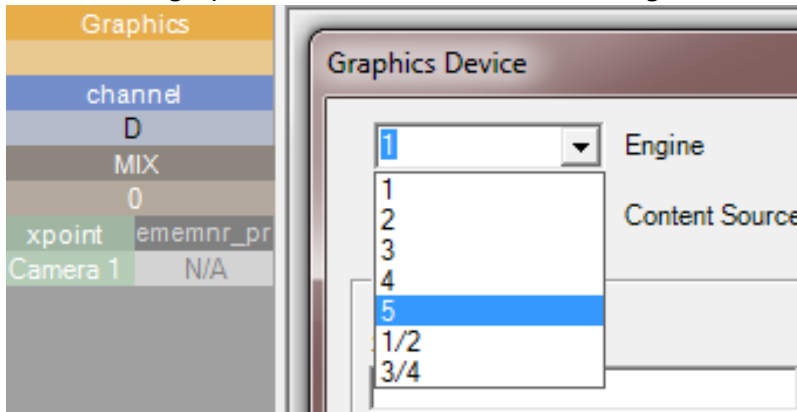 Graphics
channel
D
MIX
0
xpoint ememnr_pr
Camera 1 N/A
Graphics Device
1 Engine
Content Source
1
2
3
4
5
1/2
3/4